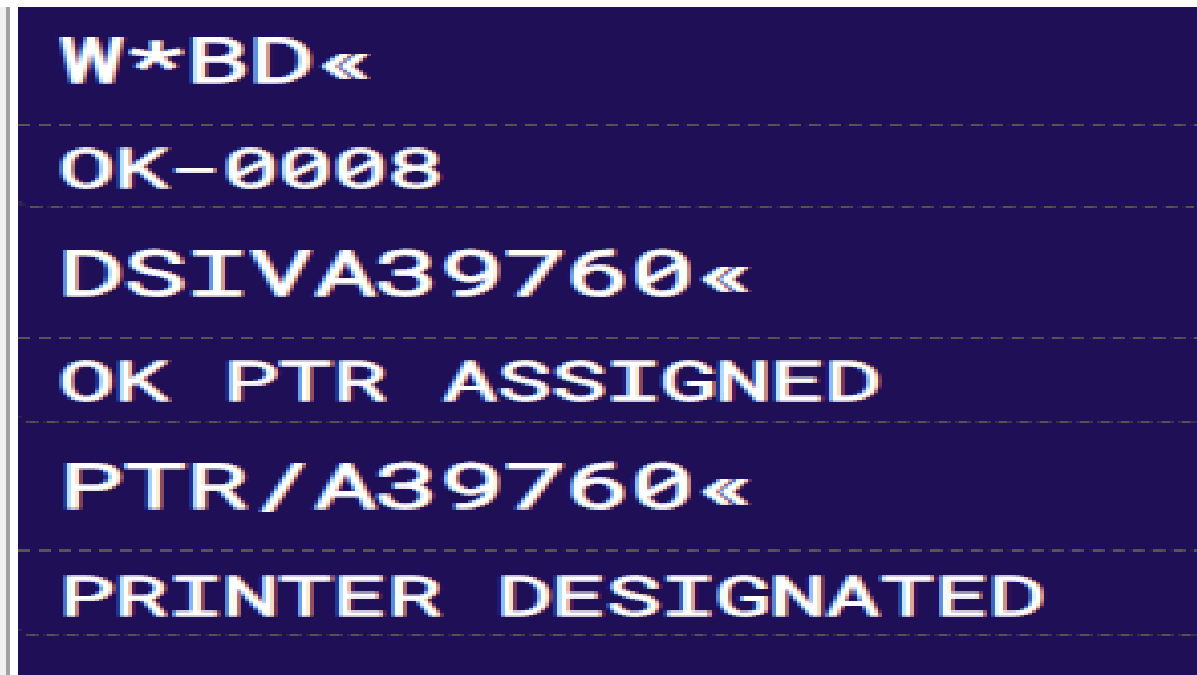 W*BD«
OK-0008
DSIVA39760«
OK PTR ASSIGNED
PTR/A39760«
PRINTER DESIGNATED